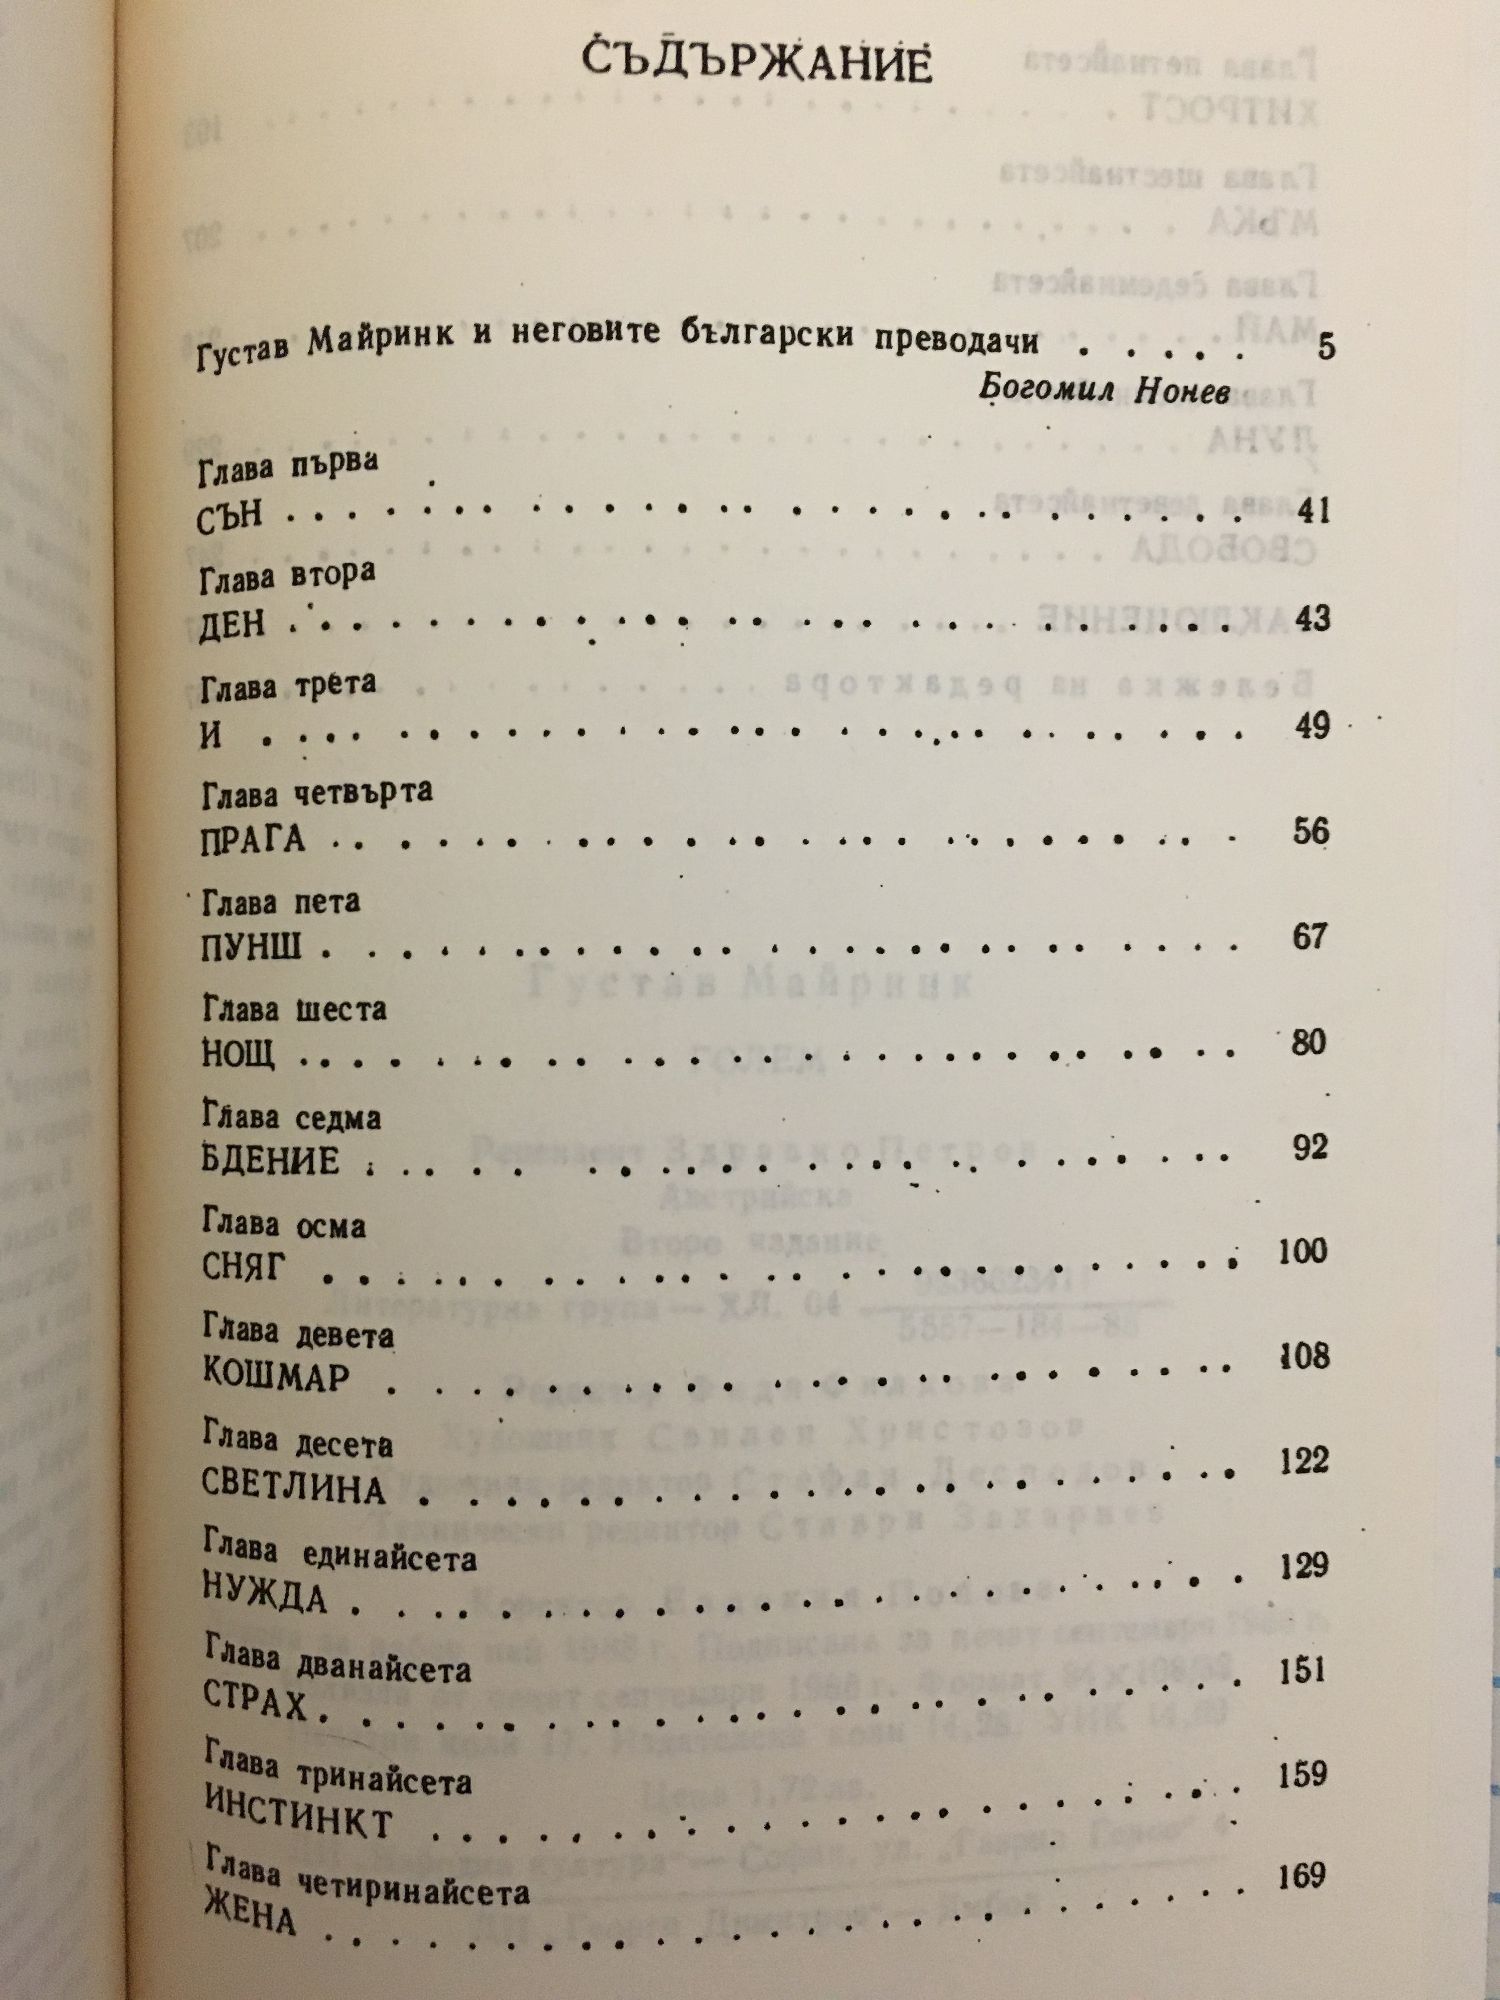 СЪДЪРЖАНИЕ
Густав Майринк и неговите български преводачи . . . . . 5
Богомил Нонев
Глава първа
СЪН . . . . . . . . . . . . . . . . . . . . 41
Глава втора
ДЕН . . . . . . . . . . . . . . . . . . . . 43
Глава трета
И . . . . . . . . . . . . . . . . . . . . 49
Глава четвърта
ПРАГА . . . . . . . . . . . . . . . . . . . . 56
Глава пета
ПУНШ . . . . . . . . . . . . . . . . . . . . 67
Глава шеста
НОЩ . . . . . . . . . . . . . . . . . . . . 80
Глава седма
БДЕНИЕ . . . . . . . . . . . . . . . . . . . . 92
Глава осма
СНЯГ . . . . . . . . . . . . . . . . . . . . 100
Глава девета
КОШМАР . . . . . . . . . . . . . . . . . . . . 108
Глава десета
СВЕТЛИНА . . . . . . . . . . . . . . . . . . . . 122
Глава единайсета
НУЖДА . . . . . . . . . . . . . . . . . . . . 129
Глава дванайсета
СТРАХ . . . . . . . . . . . . . . . . . . . . 151
Глава тринайсета
ИНСТИНКТ . . . . . . . . . . . . . . . . . . . . 159
Глава четиринайсета
ЖЕНА . . . . . . . . . . . . . . . . . . . . 169